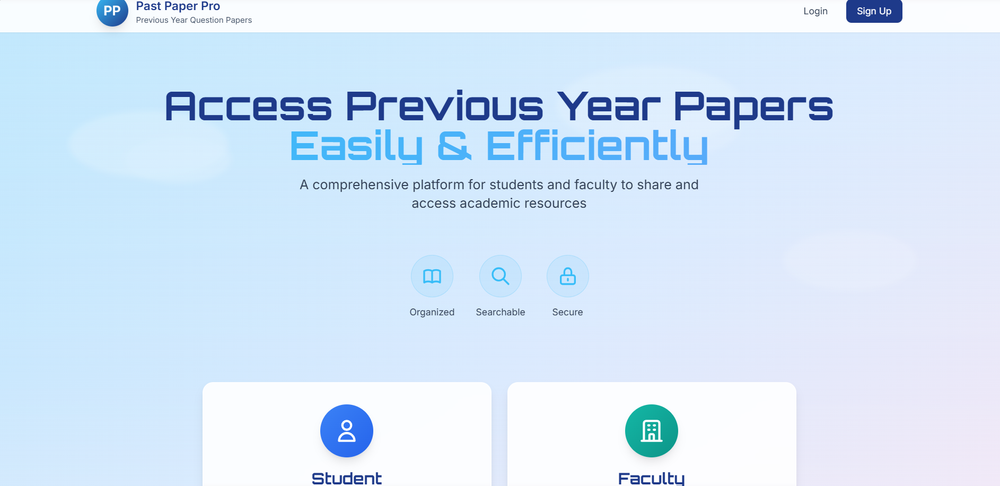 PP
Past Paper Pro
Previous Year Question Papers
Login
Sign Up
Access Previous Year Papers
Easily & Efficiently
A comprehensive platform for students and faculty to share and
access academic resources
Organized
Searchable
Secure
Student
Faculty